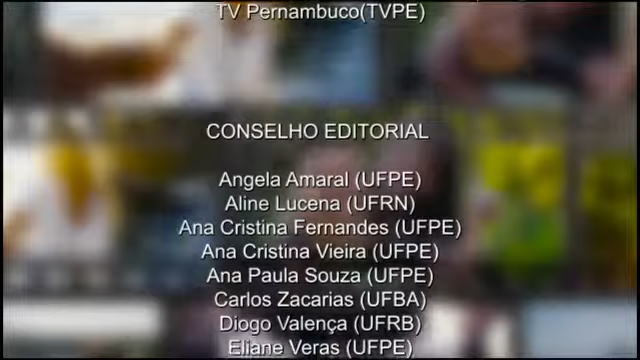 TV Pernambuco(TVPE)
CONSELHO EDITORIAL
Angela Amaral (UFPE)
Aline Lucena (UFRN)
Ana Cristina Fernandes (UFPE)
Ana Cristina Vieira (UFPE)
Ana Paula Souza (UFPE)
Carlos Zacarias (UFBA)
Diogo Valença (UFRB)
Eliane Veras (UFPE)